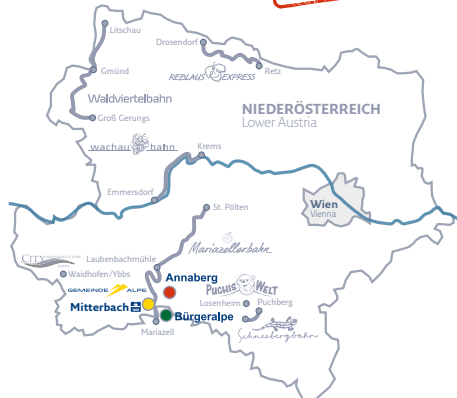 Litschau
Drosendorf
Gmünd
REBLAUS EXPRESS
Retz
Waldviertelbahn
NIEDERÖSTERREICH
Lower Austria
Groß Gerungs
wachau bahn
Krems
Emmersdorf
Wien
Vienna
St. Pölten
Mariazellerbahn
CITY
Laubenbachmühle
Waidhofen/Ybbs
Annaberg
PUCHIS WELT
GEMEINDE ALPE
Losenheim
Puchberg
Mitterbach
Bürgeralpe
Mariazell
Schneebergbahn